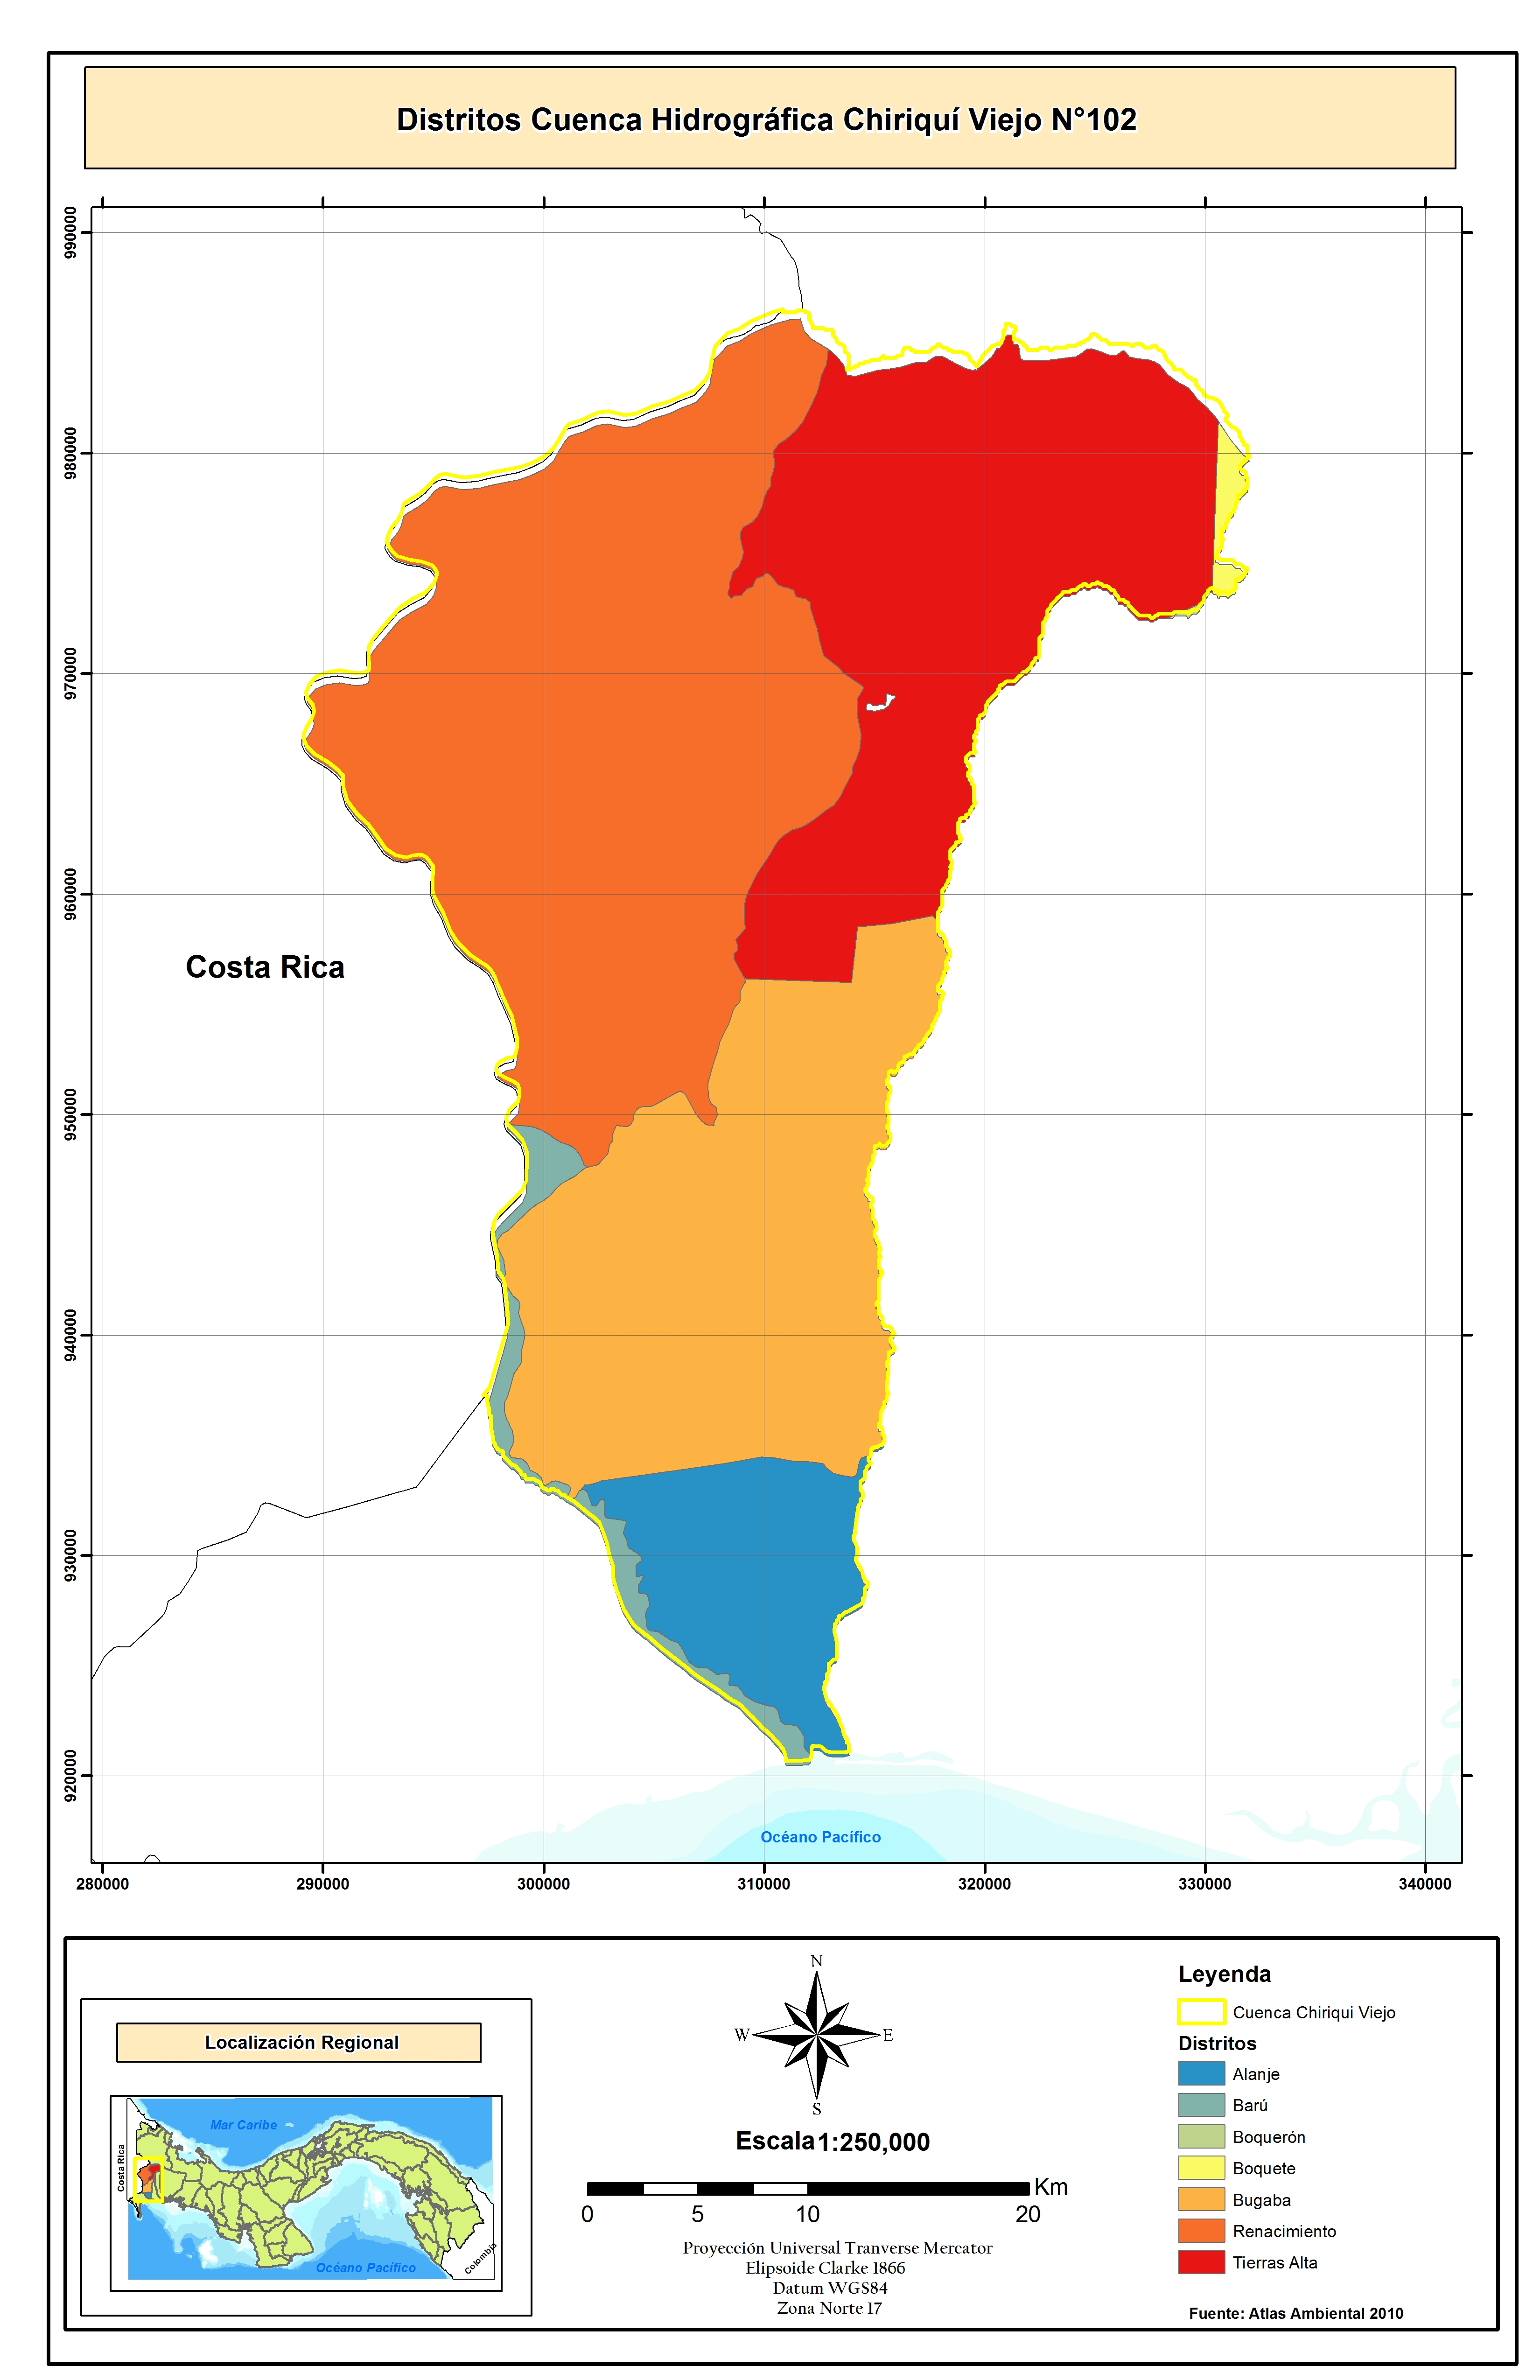 Distritos Cuenca Hidrográfica Chiriquí Viejo N°102
990000
980000
970000
960000
950000
940000
930000
920000
Costa Rica
Océano Pacífico
280000
290000
300000
310000
320000
330000
340000
Localización Regional
Mar Caribe
Costa Rica
Océano Pacífico
Colombia
N
W
E
S
Escala1:250,000
Km
0
5
10
20
Proyección Universal Tranverse Mercator
Elipsoide Clarke 1866
Datum WGS84
Zona Norte 17
Leyenda
Cuenca Chiriqui Viejo
Distritos
Alanje
Barú
Boquerón
Boquete
Bugaba
Renacimiento
Tierras Alta
Fuente: Atlas Ambiental 2010